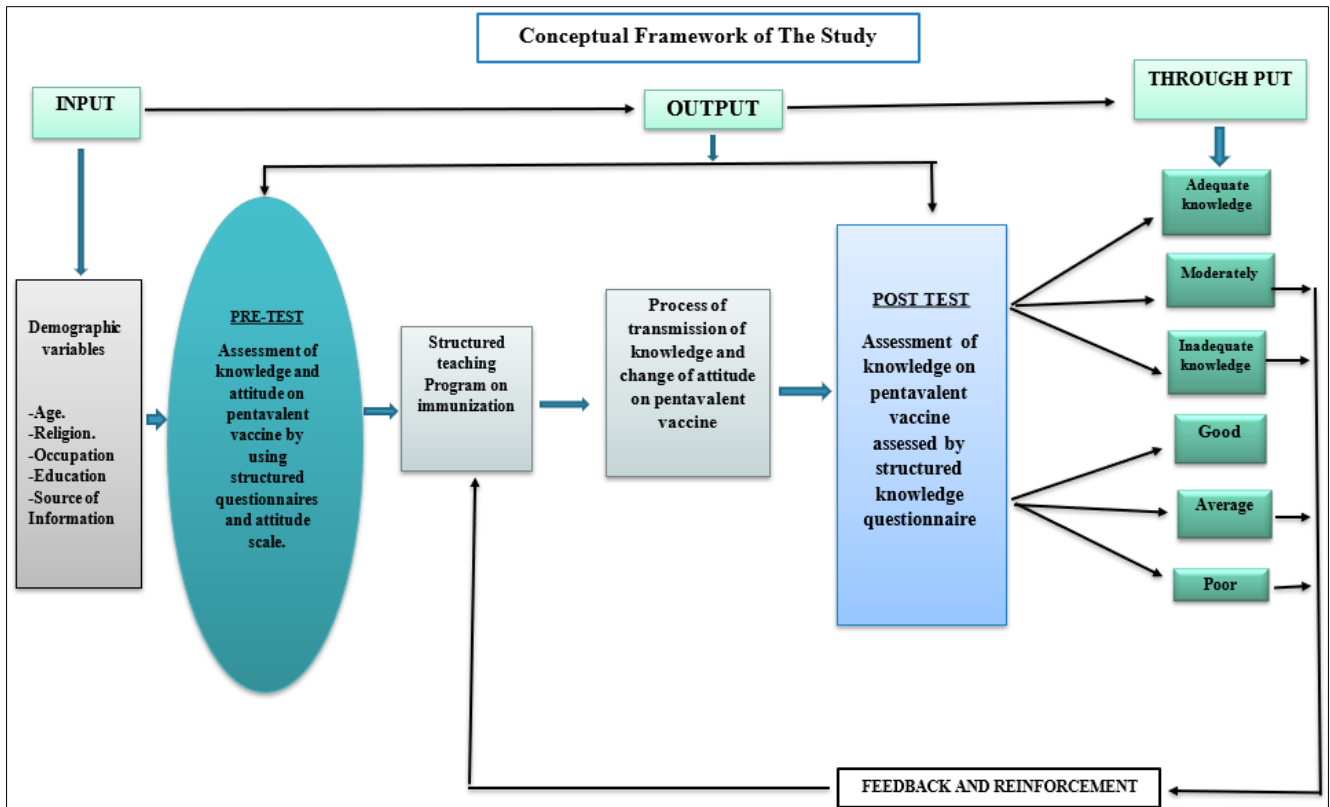 Conceptual Framework of The Study
INPUT
OUTPUT
THROUGH PUT
Demographic
variables
-Age.
-Religion.
-Occupation
-Education
-Source of
Information
PRE-TEST
Assessment of
knowledge and
attitude on
pentavalent
vaccine by
using
structured
questionnaires
and attitude
scale.
Structured
teaching
Program on
immunization
Process of
transmission of
knowledge and
change of attitude
on pentavalent
vaccine
POST TEST
Assessment of
knowledge on
pentavalent
vaccine
assessed by
structured
knowledge
questionnaire
Adequate
knowledge
Moderately
Inadequate
knowledge
Good
Average
Poor
FEEDBACK AND REINFORCEMENT